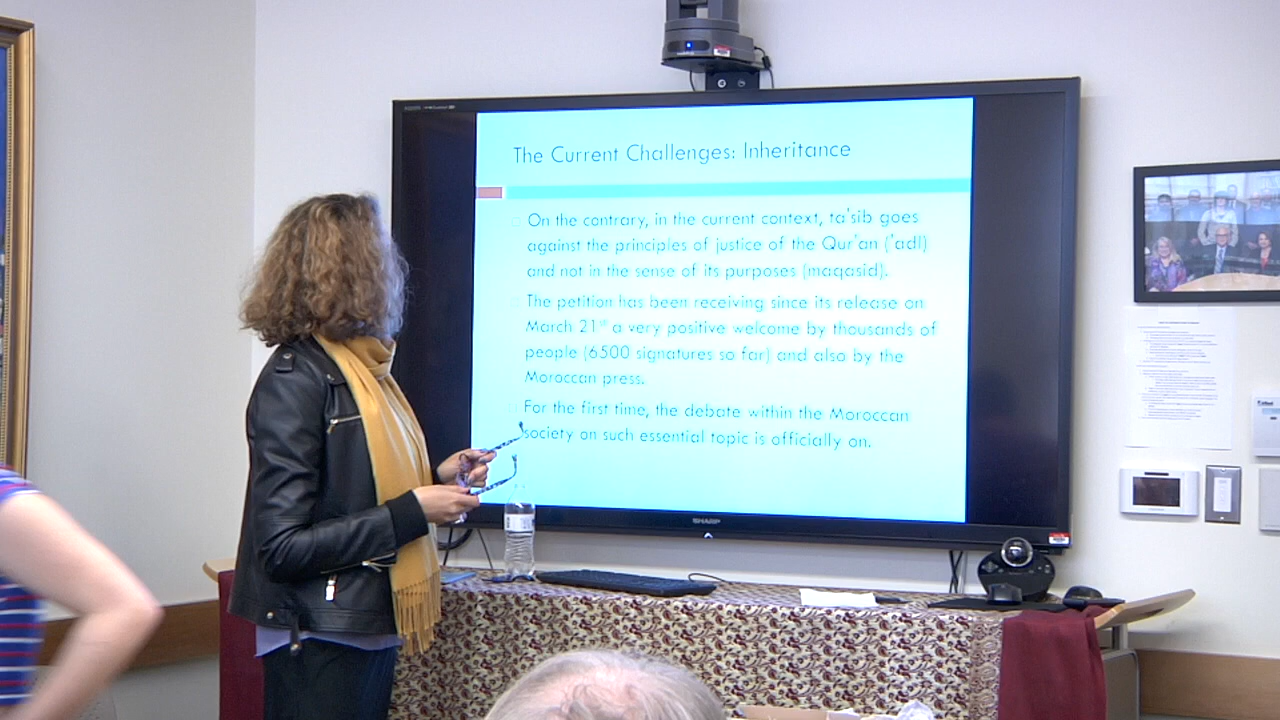 The Current Challenges: Inheritance
On the contrary, in the current context, ta'sib goes
against the principles of justice of the Qur'an ('adl)
and not in the sense of its purposes (maqasid).
The petition has been receiving since its release on
March 21st a very positive welcome by thousands of
people (6500 signatures so far) and also by the
Moroccan press.
For the first time, the debate within the Moroccan
society on such essential topic is officially on.
SHARP